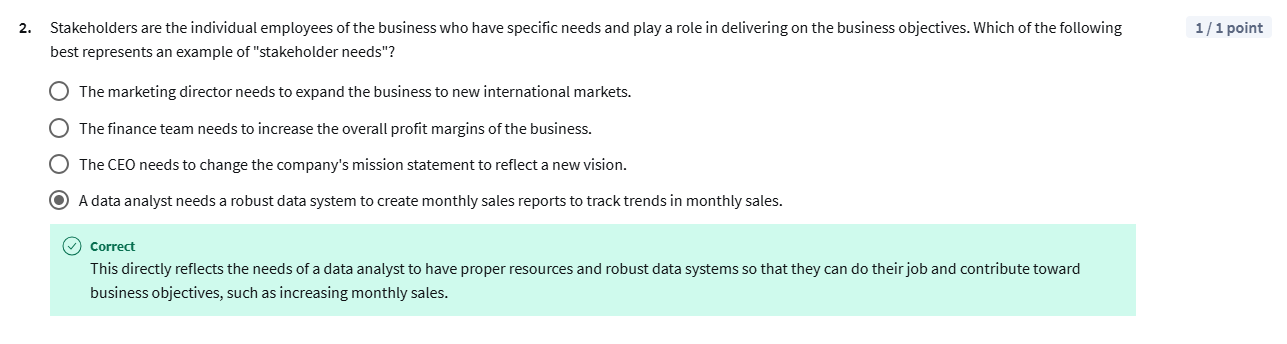 2. Stakeholders are the individual employees of the business who have specific needs and play a role in delivering on the business objectives. Which of the following 1 / 1 point
best represents an example of "stakeholder needs"?
The marketing director needs to expand the business to new international markets.
The finance team needs to increase the overall profit margins of the business.
The CEO needs to change the company's mission statement to reflect a new vision.
A data analyst needs a robust data system to create monthly sales reports to track trends in monthly sales.
Correct
This directly reflects the needs of a data analyst to have proper resources and robust data systems so that they can do their job and contribute toward
business objectives, such as increasing monthly sales.